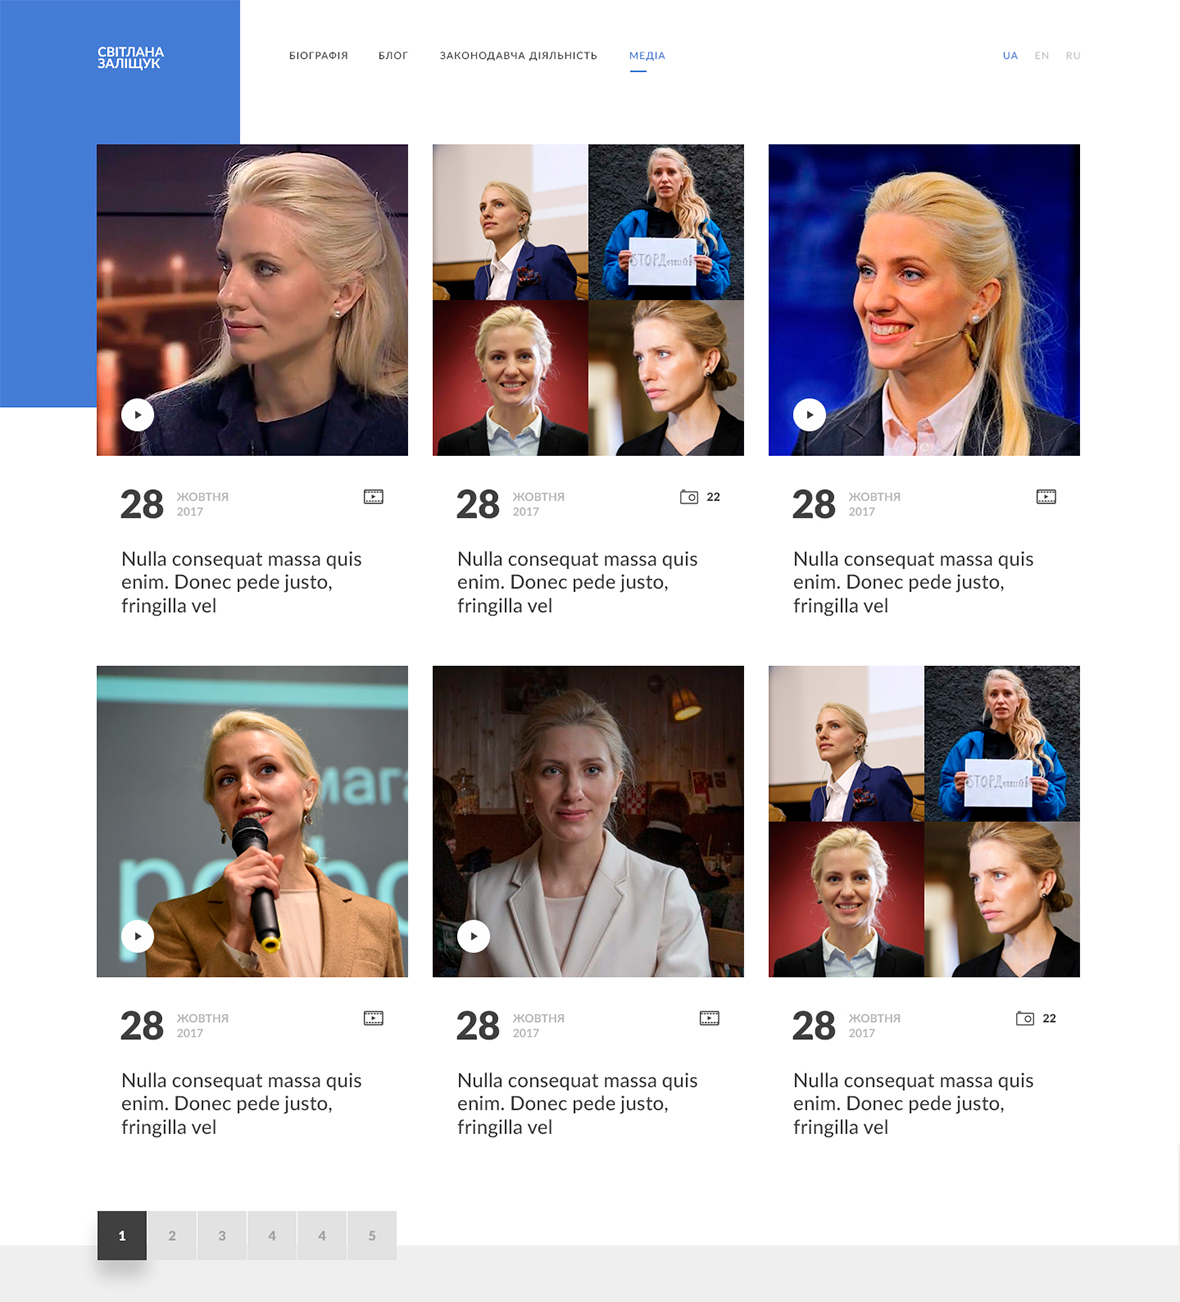 СВІТЛАНА
ЗАЛІЩУК
БІОГРАФІЯ БЛОГ ЗАКОНОДАВЧА ДІЯЛЬНІСТЬ МЕДІА
UA EN RU
28 ЖОВТНЯ 2017
Nulla consequat massa quis
enim. Donec pede justo,
fringilla vel
28 ЖОВТНЯ 2017 22
Nulla consequat massa quis
enim. Donec pede justo,
fringilla vel
28 ЖОВТНЯ 2017
Nulla consequat massa quis
enim. Donec pede justo,
fringilla vel
28 ЖОВТНЯ 2017
Nulla consequat massa quis
enim. Donec pede justo,
fringilla vel
28 ЖОВТНЯ 2017
Nulla consequat massa quis
enim. Donec pede justo,
fringilla vel
28 ЖОВТНЯ 2017 22
Nulla consequat massa quis
enim. Donec pede justo,
fringilla vel
1 2 3 4 4 5